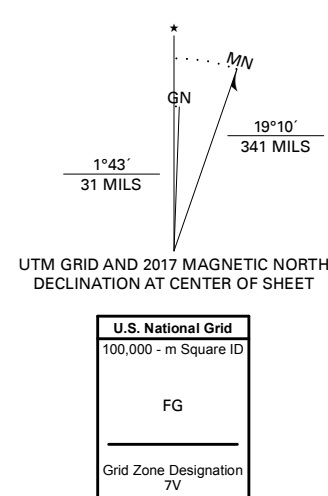 ★
MN
GN
19°10´
341 MILS
1°43´
31 MILS
UTM GRID AND 2017 MAGNETIC NORTH
DECLINATION AT CENTER OF SHEET
U.S. National Grid
100,000 - m Square ID
FG
Grid Zone Designation
7V